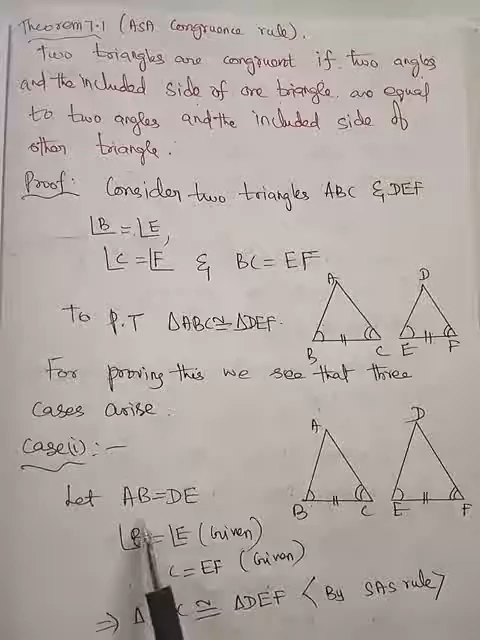 Theorem 7.1 (ASA Congruence rule).
Two triangles are congruent if two angles
and the included side of one triangle are equal
to two angles and the included side of
other triangle.
Proof: Consider two triangles ABC & DEF
∠B = ∠E,
∠C = ∠F & BC = EF
To P.T ΔABC ≅ ΔDEF.
A
D
B
C
E
F
For proving this we see that three
cases arise.
Case(i):-
A
D
B
C
E
F
Let AB = DE
∠B = ∠E (Given)
C = EF (Given)
⇒ Δ C ≅ ΔDEF < By SAS rule>